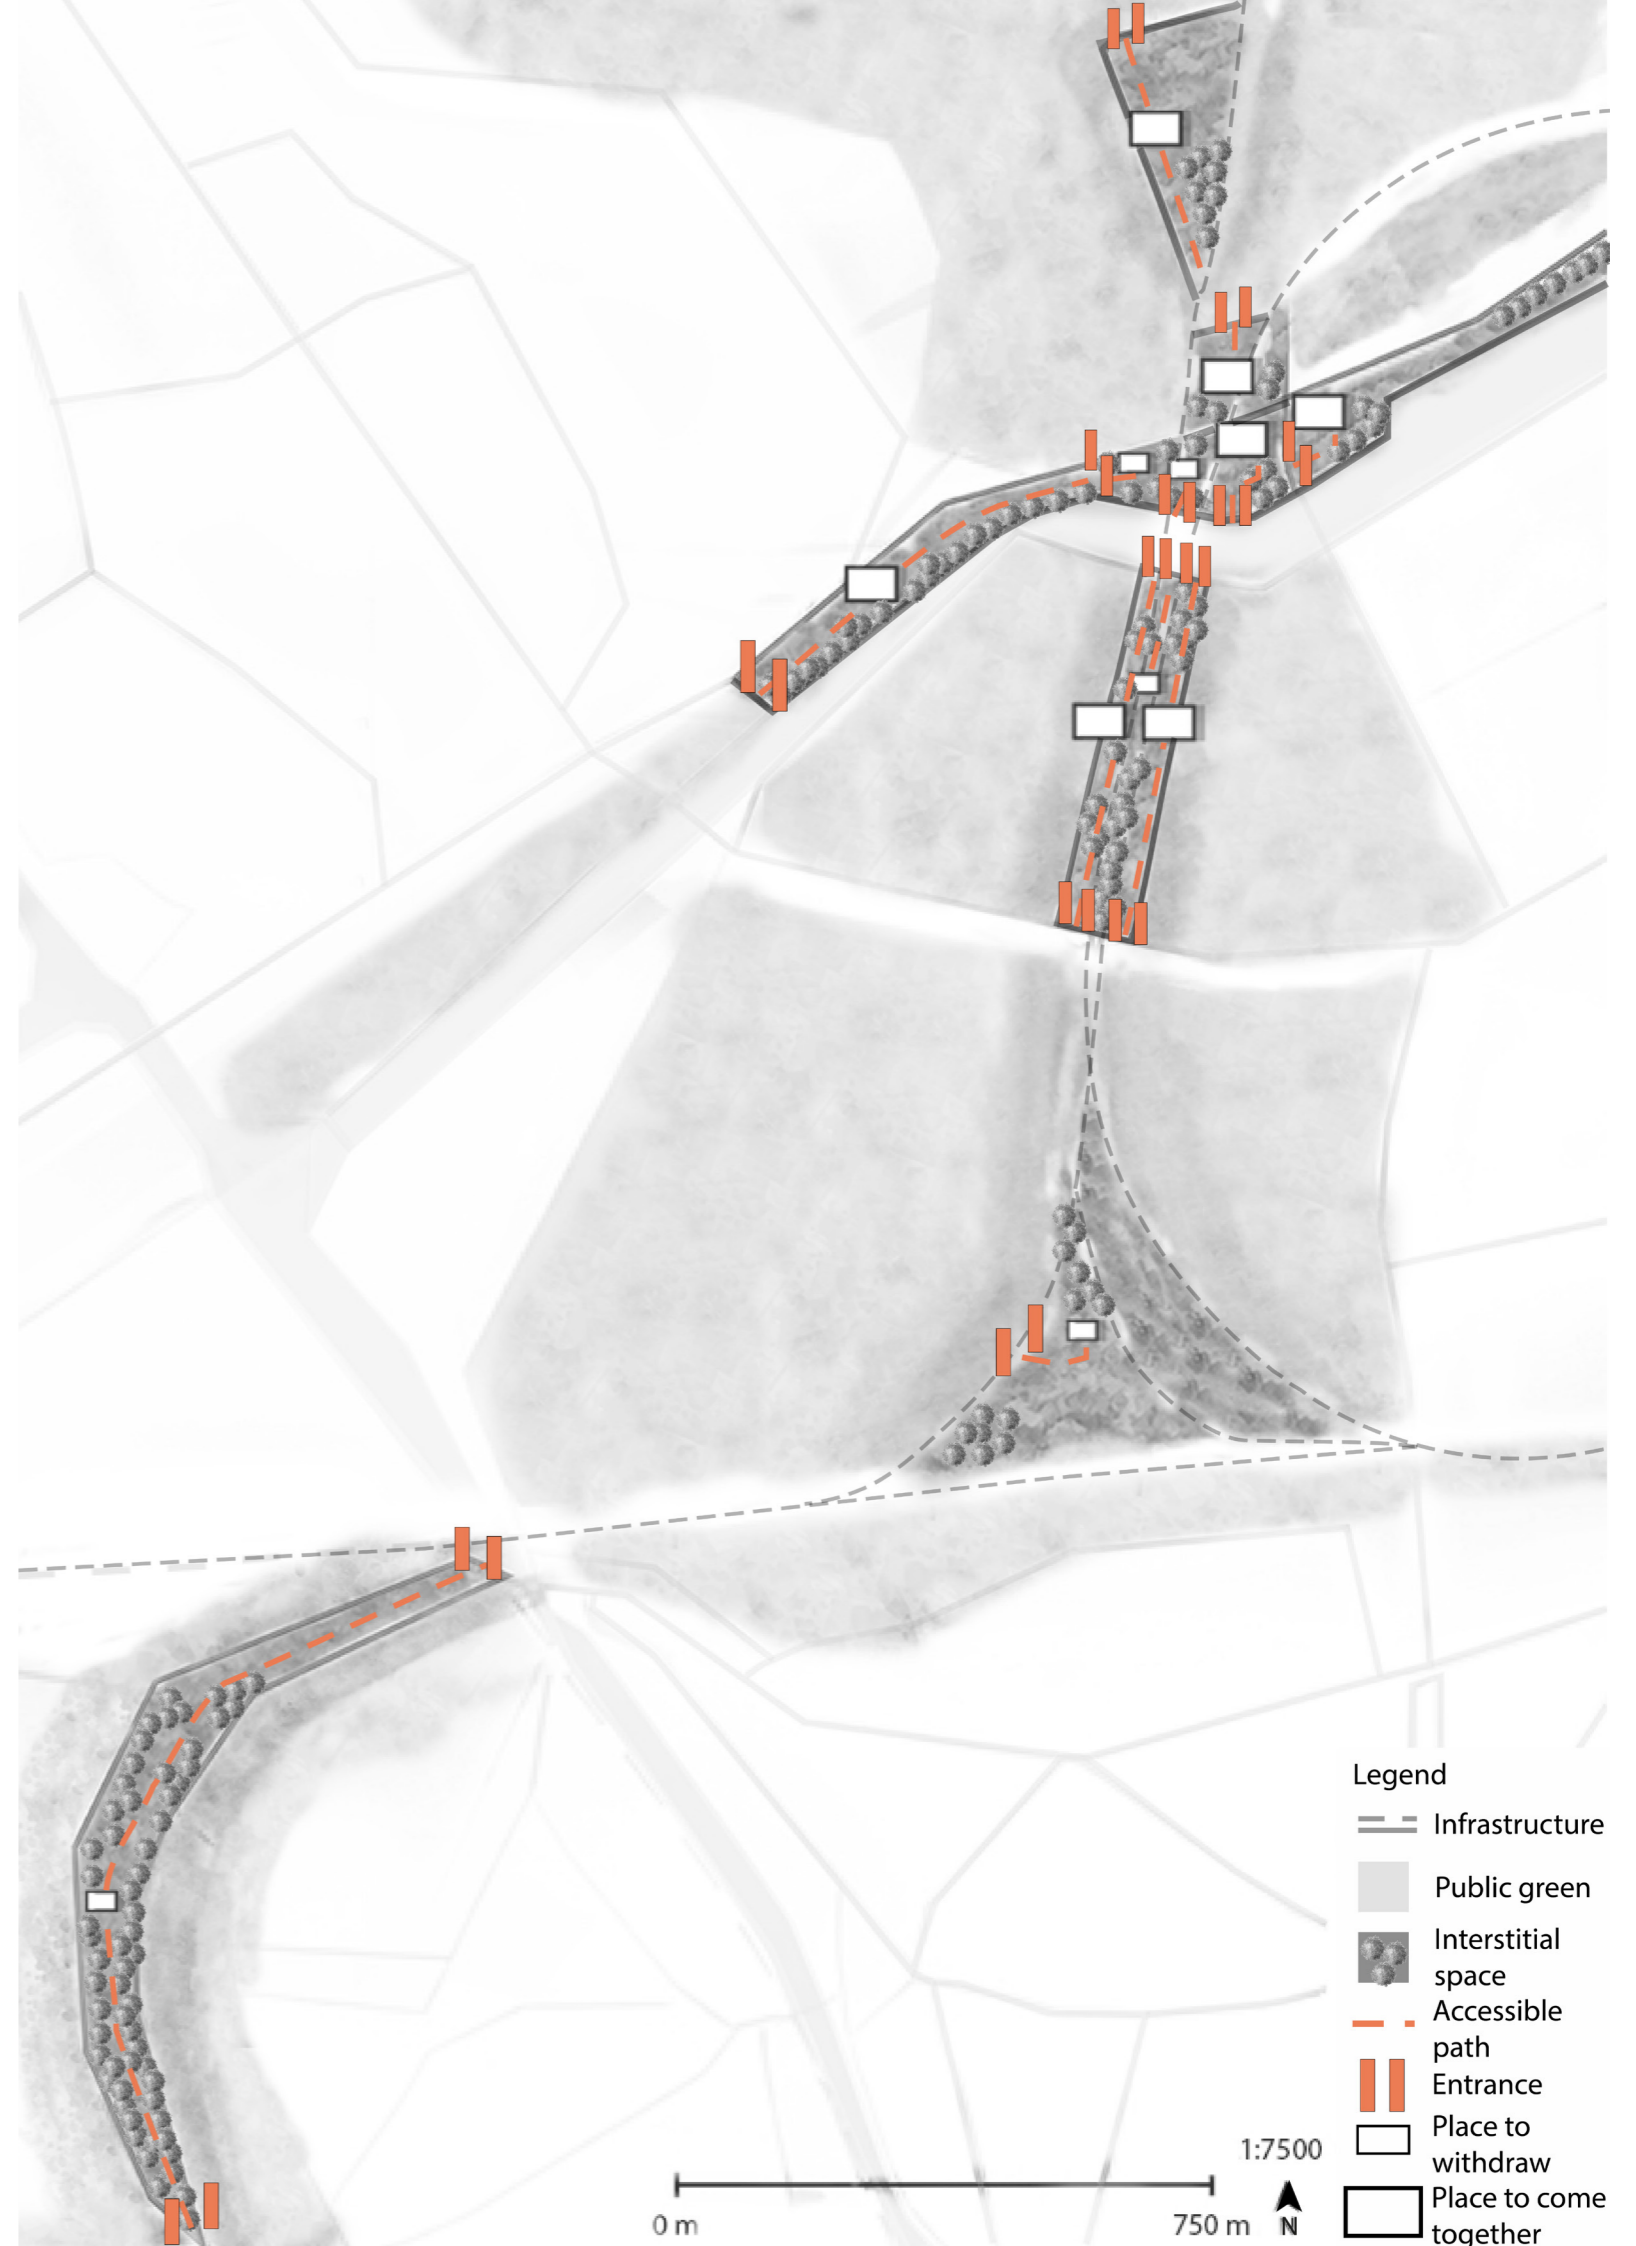 Legend
Infrastructure
Public green
Interstitial
space
Accessible
path
Entrance
Place to
withdraw
Place to come
together
1:7500
0 m
750 m
N